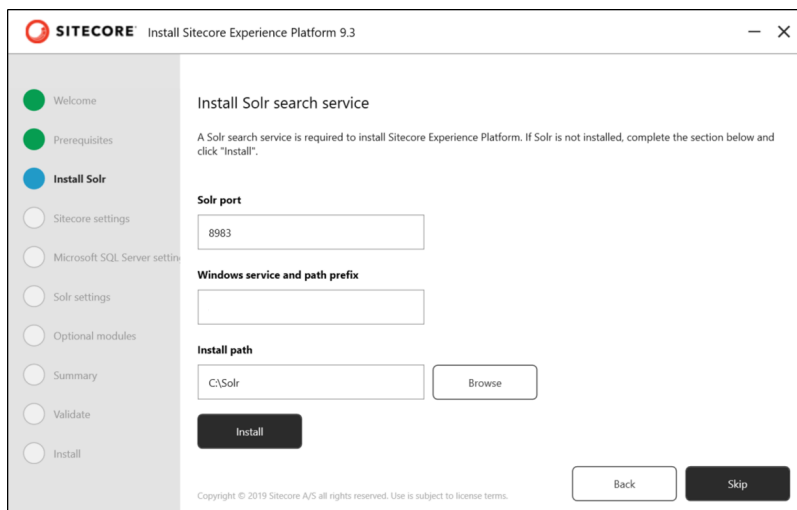 SITECORE Install Sitecore Experience Platform 9.3
Welcome
Prerequisites
Install Solr
Sitecore settings
Microsoft SQL Server settin
Solr settings
Optional modules
Summary
Validate
Install
Install Solr search service
A Solr search service is required to install Sitecore Experience Platform. If Solr is not installed, complete the section below and
click "Install".
Solr port
8983
Windows service and path prefix
Install path
C:\Solr
Browse
Install
Back
Skip
Copyright © 2019 Sitecore A/S all rights reserved. Use is subject to license terms.